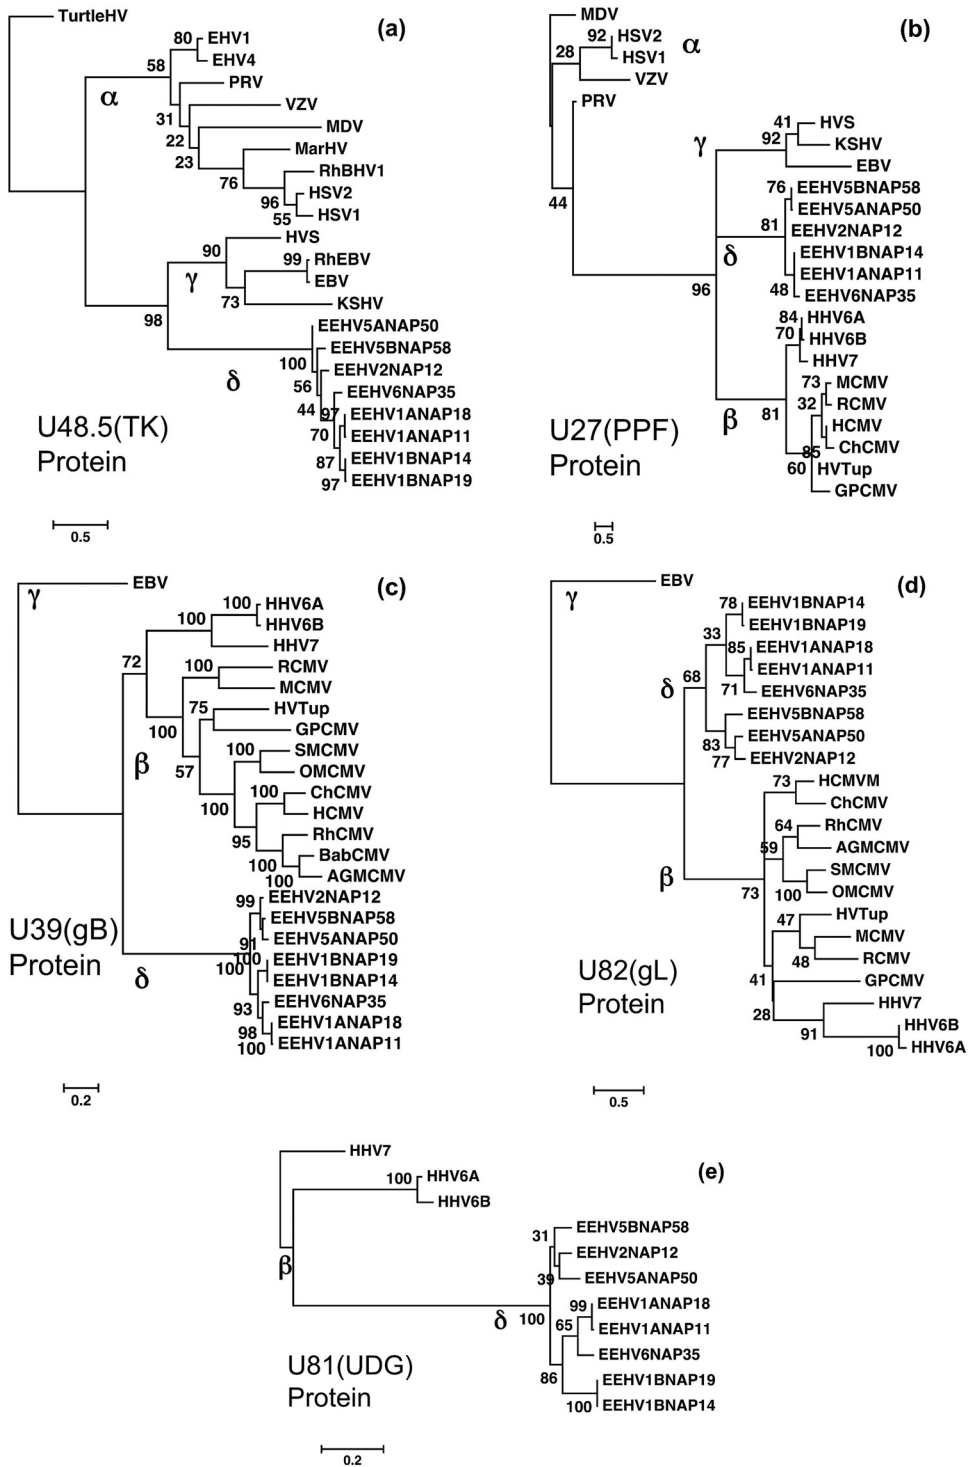 (a)
TurtleHV
80
EHV1
EHV4
58
PRV
α
VZV
31
MDV
22
MarHV
23
RhBHV1
76
HSV2
96
HSV1
55
HVS
90
RhEBV
99
EBV
γ
KSHV
73
98
EEHV5ANAP50
EEHV5BNAP58
100
EEHV2NAP12
δ
56
EEHV6NAP35
44
97
EEHV1ANAP18
70
EEHV1ANAP11
87
EEHV1BNAP14
97
EEHV1BNAP19
U48.5(TK)
Protein
0.5
(b)
MDV
92
HSV2
28
HSV1
α
VZV
PRV
41
HVS
γ
92
KSHV
EBV
44
76
EEHV5BNAP58
EEHV5ANAP50
81
EEHV2NAP12
δ
EEHV1BNAP14
EEHV1ANAP11
96
48
EEHV6NAP35
84
HHV6A
70
HHV6B
HHV7
73
MCMV
32
RCMV
β
81
HCMV
85
ChCMV
60
HVTup
GPCMV
U27(PPF)
Protein
0.5
(c)
EBV
γ
100
HHV6A
100
HHV6B
HHV7
72
100
RCMV
MCMV
75
HVTup
100
GPCMV
β
100
SMCMV
57
OMCMV
100
ChCMV
100
HCMV
95
RhCMV
100
BabCMV
100
AGMCMV
99
EEHV2NAP12
EEHV5BNAP58
91
EEHV5ANAP50
100
EEHV1BNAP19
100
EEHV1BNAP14
δ
93
EEHV6NAP35
98
EEHV1ANAP18
100
EEHV1ANAP11
U39(gB)
Protein
0.2
(d)
EBV
γ
78
EEHV1BNAP14
33
EEHV1BNAP19
85
EEHV1ANAP18
EEHV1ANAP11
68
71
EEHV6NAP35
δ
EEHV5BNAP58
83
EEHV5ANAP50
77
EEHV2NAP12
73
HCMVM
ChCMV
64
RhCMV
59
AGMCMV
SMCMV
β
73
100
OMCMV
47
HVTup
MCMV
48
RCMV
41
GPCMV
28
HHV7
91
HHV6B
100
HHV6A
U82(gL)
Protein
0.5
(e)
HHV7
100
HHV6A
HHV6B
β
31
EEHV5BNAP58
EEHV2NAP12
39
EEHV5ANAP50
δ
100
99
EEHV1ANAP18
65
EEHV1ANAP11
EEHV6NAP35
86
EEHV1BNAP19
100
EEHV1BNAP14
U81(UDG)
Protein
0.2